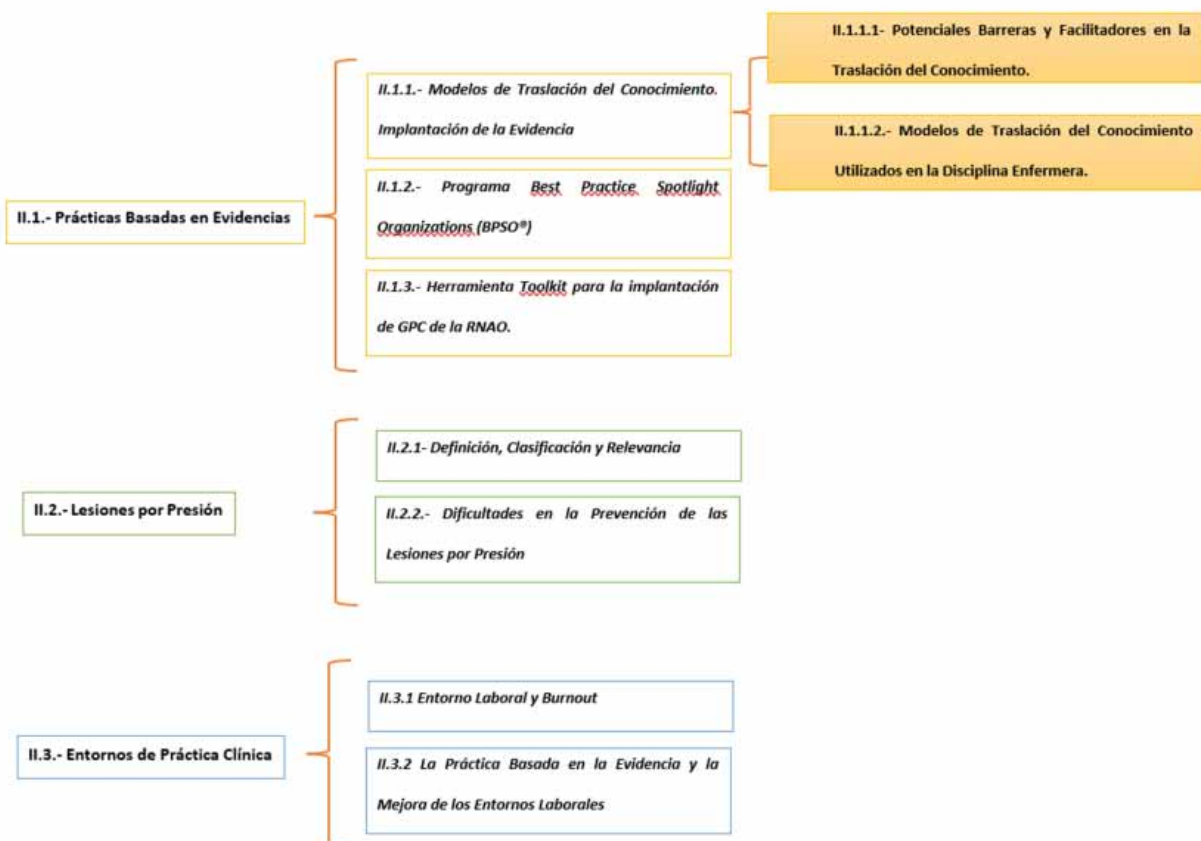 II.1.- Prácticas Basadas en Evidencias
II.1.1.- Modelos de Traslación del Conocimiento.
Implantación de la Evidencia
II.1.1.1- Potenciales Barreras y Facilitadores en la
Traslación del Conocimiento.
II.1.1.2.- Modelos de Traslación del Conocimiento
Utilizados en la Disciplina Enfermera.
II.1.2.- Programa Best Practice Spotlight
Organizations (BPSO®)
II.1.3.- Herramienta Toolkit para la implantación
de GPC de la RNAO.
II.2.- Lesiones por Presión
II.2.1- Definición, Clasificación y Relevancia
II.2.2.- Dificultades en la Prevención de las
Lesiones por Presión
II.3.- Entornos de Práctica Clínica
II.3.1 Entorno Laboral y Burnout
II.3.2 La Práctica Basada en la Evidencia y la
Mejora de los Entornos Laborales